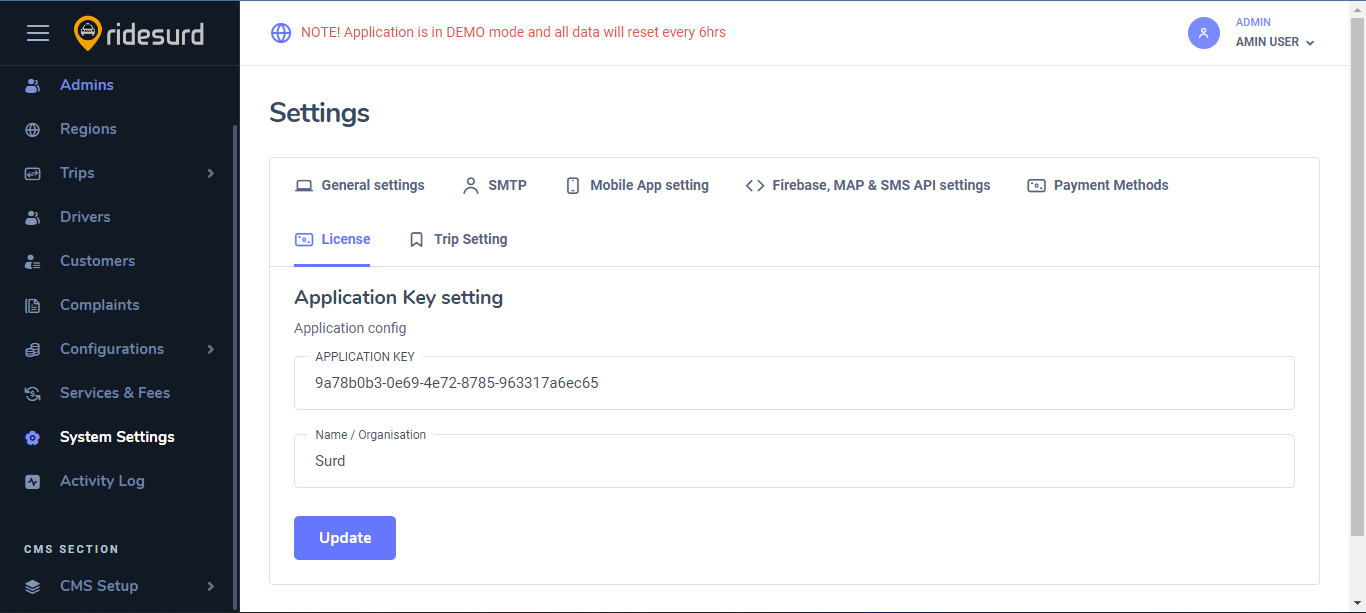 ridesurd
NOTE! Application is in DEMO mode and all data will reset every 6hrs
ADMIN
AMIN USER
Admins
Regions
Trips
Drivers
Customers
Complaints
Configurations
Services & Fees
System Settings
Activity Log
CMS SECTION
CMS Setup
Settings
General settings SMTP Mobile App setting Firebase, MAP & SMS API settings Payment Methods
License Trip Setting
Application Key setting
Application config
APPLICATION KEY
9a78b0b3-0e69-4e72-8785-963317a6ec65
Name / Organisation
Surd
Update